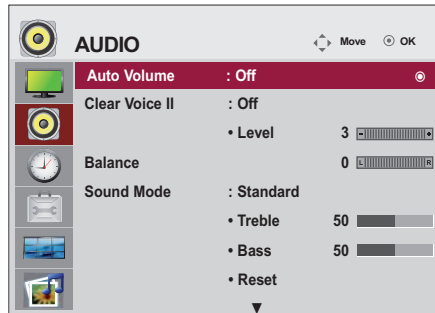 AUDIO
Move OK
Auto Volume : Off
Clear Voice II : Off
• Level 3 - +
Balance 0 L R
Sound Mode : Standard
• Treble 50
• Bass 50
• Reset
▼